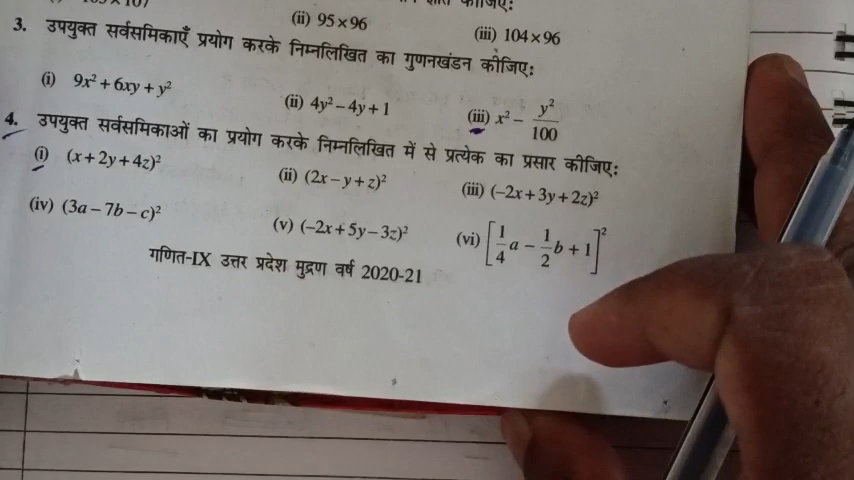 (ii) 95×96 (iii) 104×96
3. उपयुक्त सर्वसमिकाएँ प्रयोग करके निम्नलिखित का गुणनखंडन कीजिए:
(i) 9x² + 6xy + y² (ii) 4y² – 4y + 1 (iii) x² – y²/100
4. उपयुक्त सर्वसमिकाओं का प्रयोग करके निम्नलिखित में से प्रत्येक का प्रसार कीजिए:
(i) (x + 2y + 4z)² (ii) (2x – y + z)² (iii) (–2x + 3y + 2z)²
(iv) (3a – 7b – c)² (v) (–2x + 5y – 3z)² (vi) [1/4 a – 1/2 b + 1]²
गणित-IX उत्तर प्रदेश मुद्रण वर्ष 2020-21